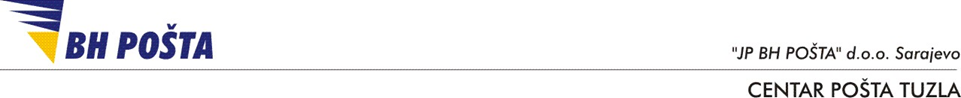 BH POŠTA
"JP BH POŠTA" d.o.o. Sarajevo
CENTAR POŠTA TUZLA